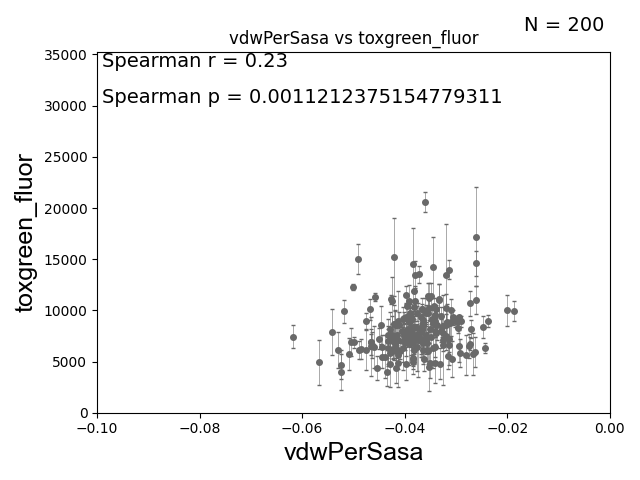 N = 200
vdwPerSasa vs toxgreen_fluor
Spearman r = 0.23
Spearman p = 0.0011212375154779311
toxgreen_fluor
35000
30000
25000
20000
15000
10000
5000
0
−0.10 −0.08 −0.06 −0.04 −0.02 0.00
vdwPerSasa